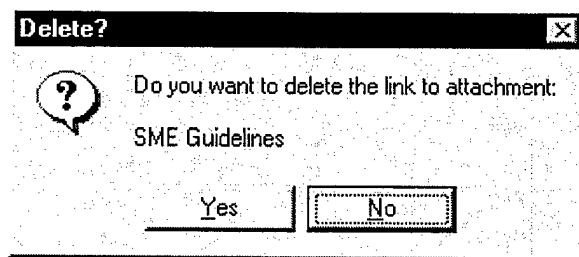 Delete?
Do you want to delete the link to attachment:
SME Guidelines
Yes No